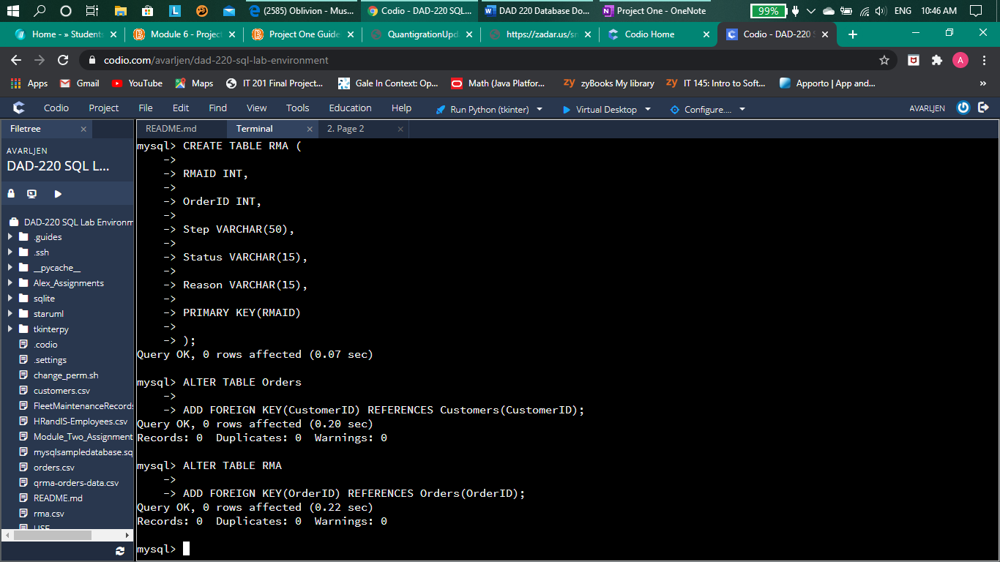 (2585) Oblivion - Mus...
Codio - DAD-220 SQL...
DAD 220 Database Do...
Project One - OneNote
99%
ENG
10:46 AM
Home - » Student
Module 6 - Project
Project One Guide
QuantigrationUpd
https://zadar.us/sn
Codio Home
Codio - DAD-220
codio.com/avarljen/dad-220-sql-lab-environment
A
Apps
Gmail
YouTube
Maps
IT 201 Final Project...
Gale In Context: Op...
Math (Java Platfor...
zy zyBooks My library
zy IT 145: Intro to Soft...
Apporto | App and...
»
Codio
Project
File
Edit
Find
View
Tools
Education
Help
Run Python (tkinter)
Virtual Desktop
Configure....
AVARLJEN
Filetree
README.md
Terminal
2. Page 2
AVARLJEN
DAD-220 SQL L...
DAD-220 SQL Lab Environm
.guides
.ssh
__pycache__
Alex_Assignments
sqlite
staruml
tkinterpy
.codio
.settings
change_perm.sh
customers.csv
FleetMaintenanceRecords
HRandIS-Employees.csv
Module_Two_Assignment
mysqlsampledatabase.sq
orders.csv
qrma-orders-data.csv
README.md
rma.csv
USE
mysql> CREATE TABLE RMA (
->
-> RMAID INT,
->
-> OrderID INT,
->
-> Step VARCHAR(50),
->
-> Status VARCHAR(15),
->
-> Reason VARCHAR(15),
->
-> PRIMARY KEY(RMAID)
->
-> );
Query OK, 0 rows affected (0.07 sec)
mysql> ALTER TABLE Orders
->
-> ADD FOREIGN KEY(CustomerID) REFERENCES Customers(CustomerID);
Query OK, 0 rows affected (0.20 sec)
Records: 0 Duplicates: 0 Warnings: 0
mysql> ALTER TABLE RMA
->
-> ADD FOREIGN KEY(OrderID) REFERENCES Orders(OrderID);
Query OK, 0 rows affected (0.22 sec)
Records: 0 Duplicates: 0 Warnings: 0
mysql>